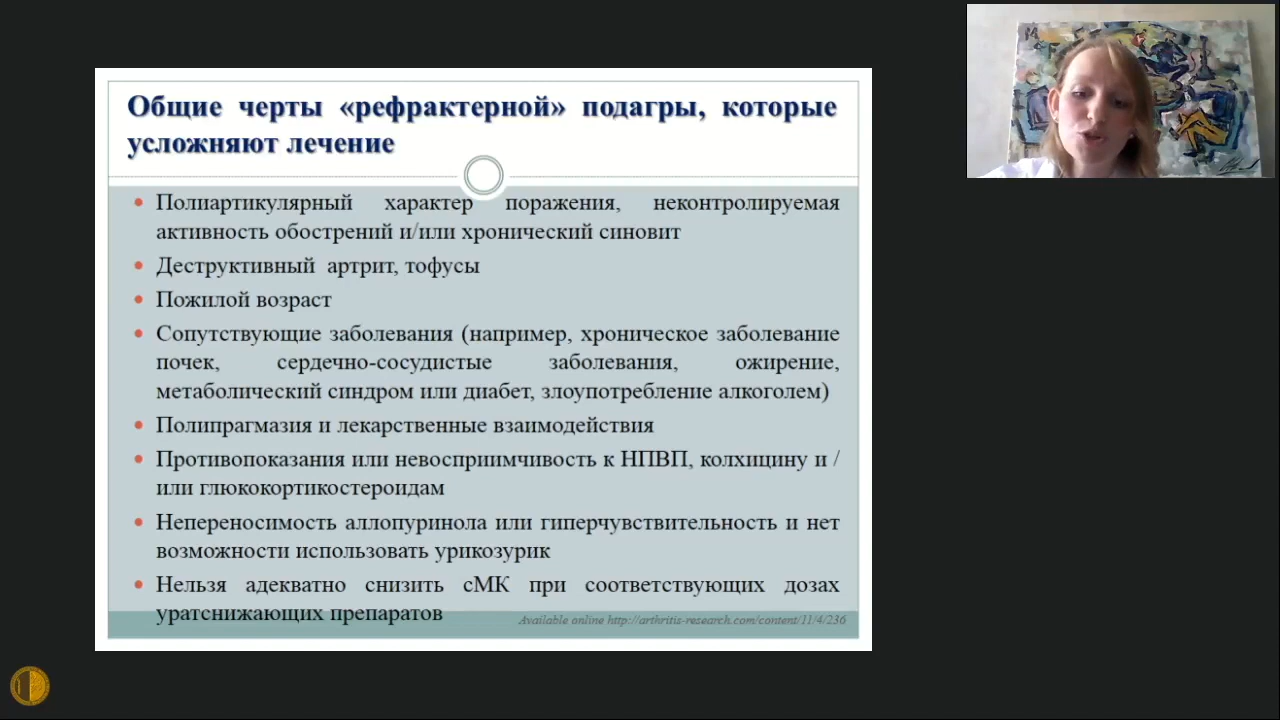 Общие черты «рефрактерной» подагры, которые
усложняют лечение
Полиартикулярный характер поражения, неконтролируемая
активность обострений и/или хронический синовит
Деструктивный артрит, тофусы
Пожилой возраст
Сопутствующие заболевания (например, хроническое заболевание
почек, сердечно-сосудистые заболевания, ожирение,
метаболический синдром или диабет, злоупотребление алкоголем)
Полипрагмазия и лекарственные взаимодействия
Противопоказания или невосприимчивость к НПВП, колхицину и /
или глюкокортикостероидам
Непереносимость аллопуринола или гиперчувствительность и нет
возможности использовать урикозурик
Нельзя адекватно снизить сМК при соответствующих дозах
уратснижающих препаратов
Available online http://arthritis-research.com/content/11/4/236